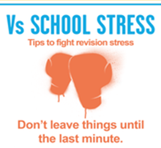 Vs SCHOOL STRESS
Tips to fight revision stress
Don't leave things until
the last minute.